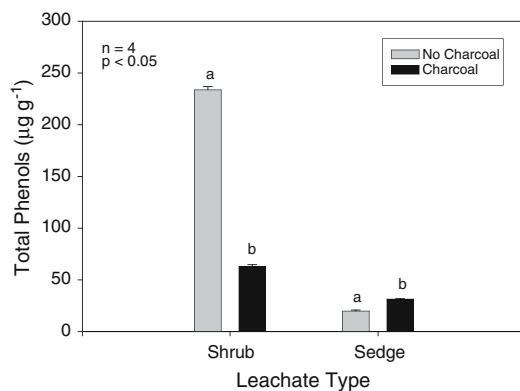 n = 4
p < 0.05
No Charcoal
Charcoal
300
250
200
150
100
50
0
Total Phenols (µg g⁻¹)
a
b
a
b
Shrub
Sedge
Leachate Type